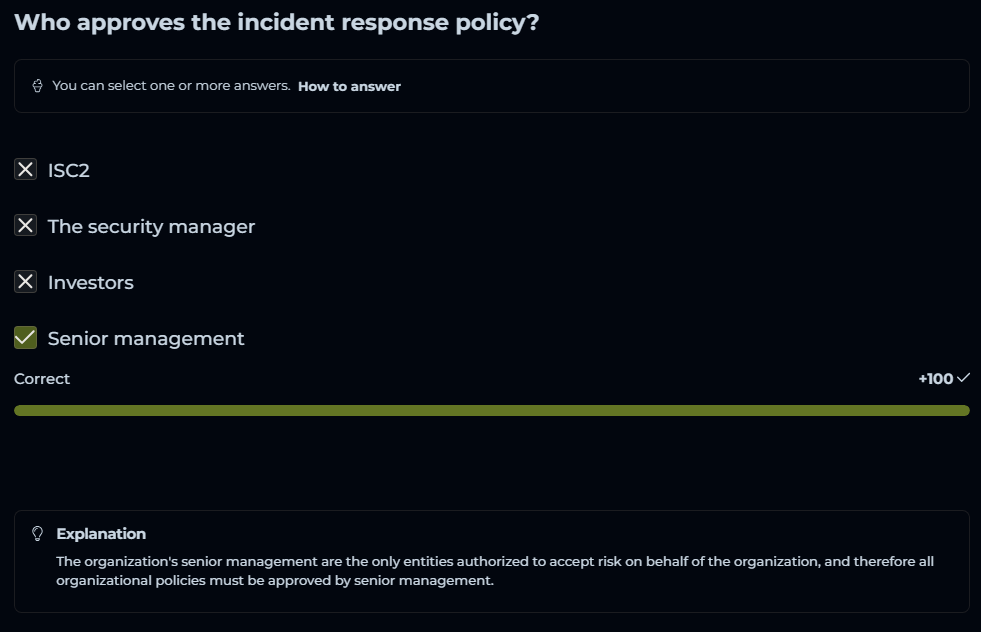 Who approves the incident response policy?
You can select one or more answers. How to answer
ISC2
The security manager
Investors
Senior management
Correct +100
Explanation
The organization's senior management are the only entities authorized to accept risk on behalf of the organization, and therefore all
organizational policies must be approved by senior management.